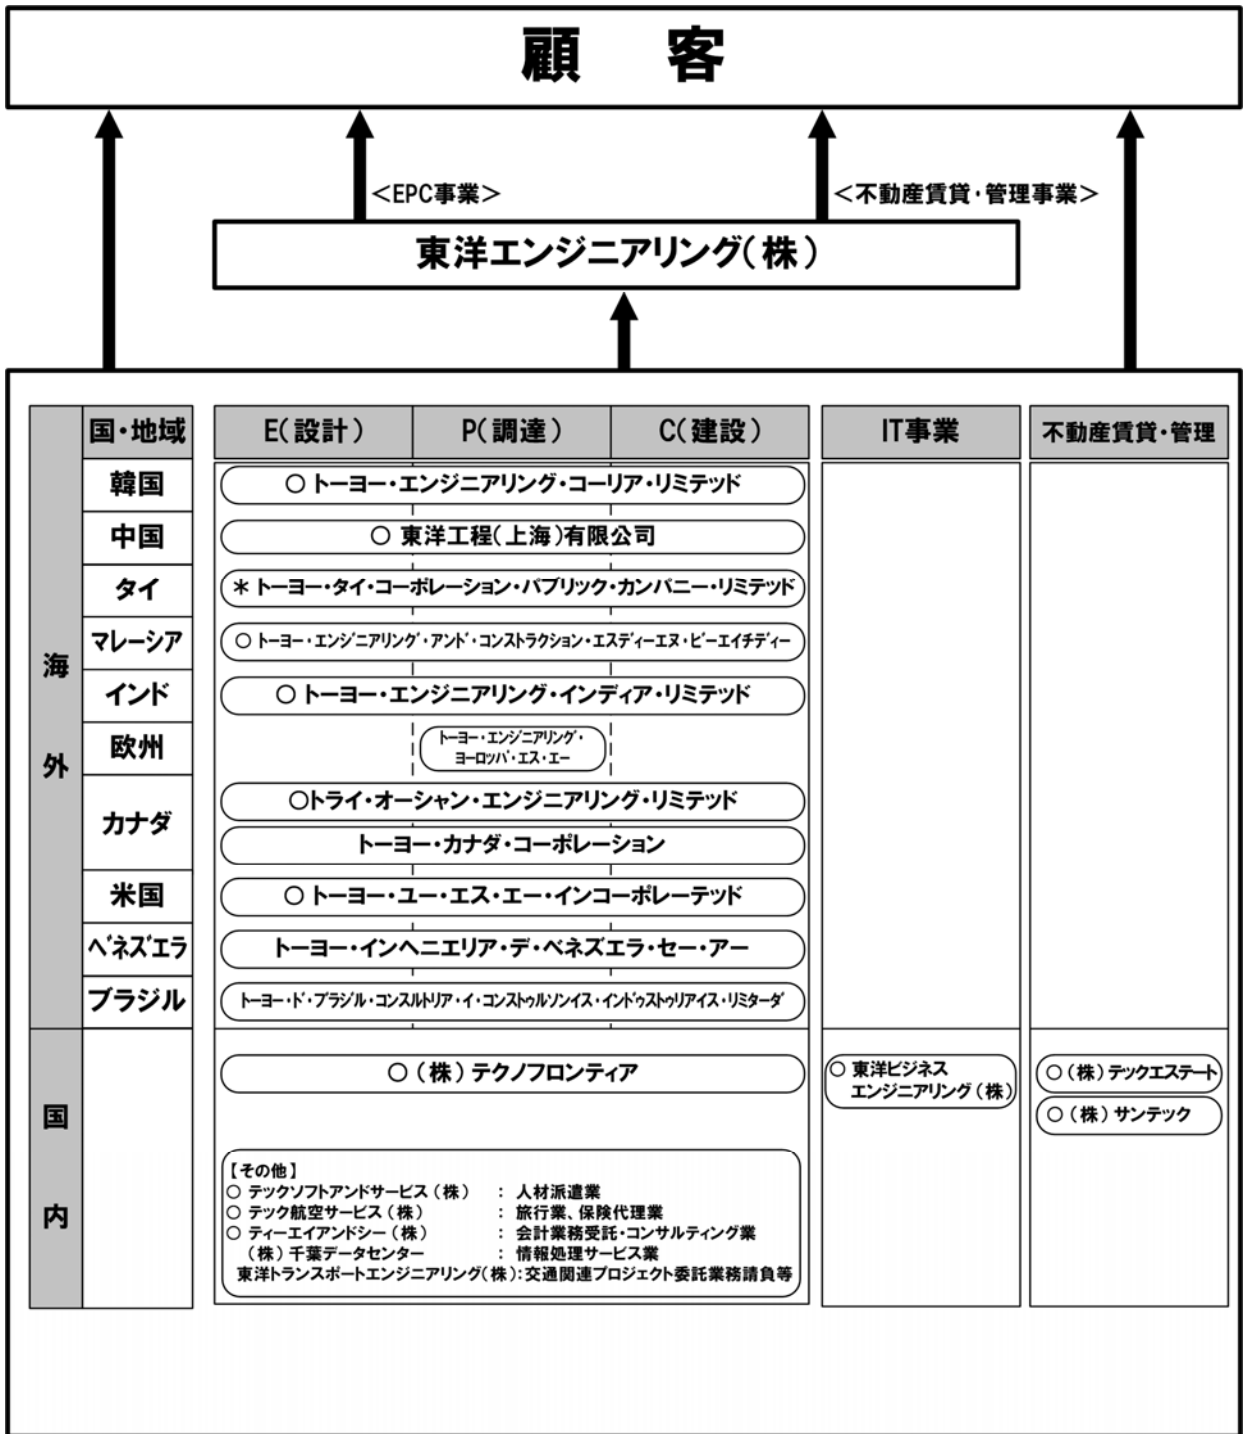 顧 客
＜EPC事業＞
＜不動産賃貸・管理事業＞
東洋エンジニアリング(株)
国・地域
E(設計)
P(調達)
C(建設)
IT事業
不動産賃貸・管理
海外
韓国
○ トーヨー・エンジニアリング・コーリア・リミテッド
中国
○ 東洋工程(上海)有限公司
タイ
＊ トーヨー・タイ・コーポレーション・パブリック・カンパニー・リミテッド
マレーシア
○ トーヨー・エンジニアリング・アンド・コンストラクション・エスディーエヌ・ビーエイチディー
インド
○ トーヨー・エンジニアリング・インディア・リミテッド
欧州
トーヨー・エンジニアリング・
ヨーロッパ・エス・エー
カナダ
○トライ・オーシャン・エンジニアリング・リミテッド
トーヨー・カナダ・コーポレーション
米国
○ トーヨー・ユー・エス・エー・インコーポレーテッド
ベネズエラ
トーヨー・インヘニエリア・デ・ベネズエラ・セー・アー
ブラジル
トーヨー・ド・ブラジル・コンスルトリア・イ・コンストゥルソンイス・インドゥストゥリアイス・リミターダ
国内
○ (株) テクノフロンティア
○ 東洋ビジネス
エンジニアリング (株)
○ (株) テックエステート
○ (株) サンテック
【その他】
○ テックソフトアンドサービス (株) ： 人材派遣業
○ テック航空サービス (株) ： 旅行業、保険代理業
○ ティーエイアンドシー (株) ： 会計業務受託・コンサルティング業
(株) 千葉データセンター ： 情報処理サービス業
東洋トランスポートエンジニアリング(株)：交通関連プロジェクト委託業務請負等